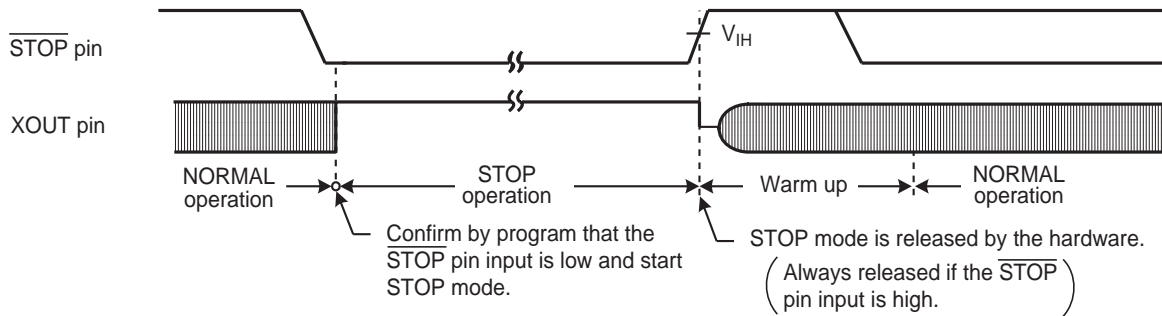 STOP pin
VIH
XOUT pin
NORMAL
operation
STOP
operation
Warm up
NORMAL
operation
Confirm by program that the
STOP pin input is low and start
STOP mode.
STOP mode is released by the hardware.
(Always released if the STOP
pin input is high.)